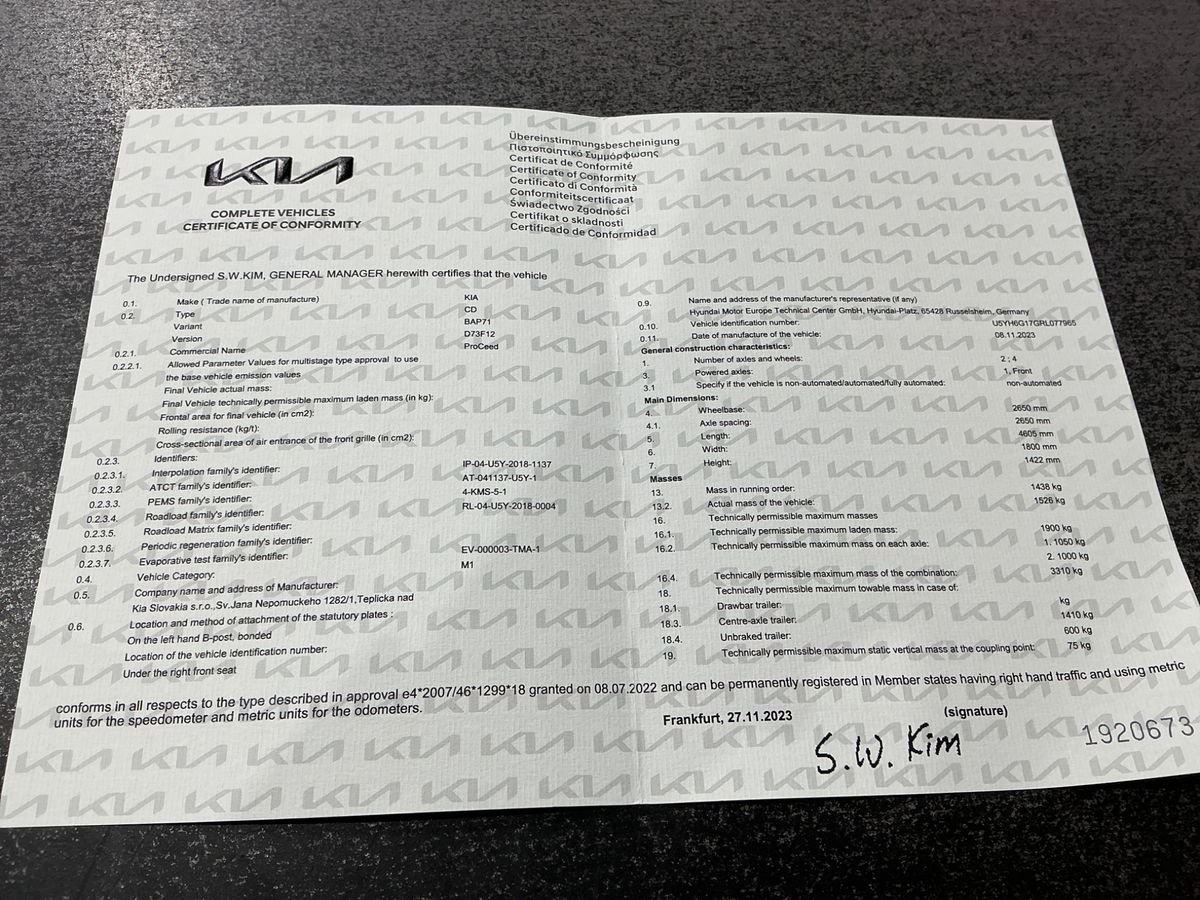 KIA
COMPLETE VEHICLES
CERTIFICATE OF CONFORMITY
Übereinstimmungsbescheinigung
Πιστοποιητικό Συμμόρφωσης
Certificat de Conformité
Certificate of Conformity
Certificato di Conformità
Conformiteitscertificaat
Świadectwo Zgodności
Certifikat o skladnosti
Certificado de Conformidad
The Undersigned S.W.KIM, GENERAL MANAGER herewith certifies that the vehicle
0.1. Make ( Trade name of manufacture) KIA
0.2. Type CD
Variant BAP71
Version D73F12
0.2.1. Commercial Name ProCeed
0.2.2.1. Allowed Parameter Values for multistage type approval to use
the base vehicle emission values
Final Vehicle actual mass:
Final Vehicle technically permissible maximum laden mass (in kg):
Frontal area for final vehicle (in cm2):
Rolling resistance (kg/t):
Cross-sectional area of air entrance of the front grille (in cm2):
0.2.3. Identifiers:
0.2.3.1. Interpolation family's identifier: IP-04-U5Y-2018-1137
0.2.3.2. ATCT family's identifier: AT-041137-U5Y-1
0.2.3.3. PEMS family's identifier: 4-KMS-5-1
0.2.3.4. Roadload family's identifier: RL-04-U5Y-2018-0004
0.2.3.5. Roadload Matrix family's identifier:
0.2.3.6. Periodic regeneration family's identifier:
0.2.3.7. Evaporative test family's identifier: EV-000003-TMA-1
0.4. Vehicle Category: M1
0.5. Company name and address of Manufacturer:
Kia Slovakia s.r.o.,Sv.Jana Nepomuckeho 1282/1,Teplicka nad
0.6. Location and method of attachment of the statutory plates :
On the left hand B-post, bonded
Location of the vehicle identification number:
Under the right front seat
0.9. Name and address of the manufacturer's representative (if any)
Hyundai Motor Europe Technical Center GmbH, Hyundai-Platz, 65428 Russelsheim, Germany
0.10. Vehicle identification number: U5YH6G17GRL077965
0.11. Date of manufacture of the vehicle: 08.11.2023
General construction characteristics:
1. Number of axles and wheels: 2 ; 4
3. Powered axles: 1, Front
3.1 Specify if the vehicle is non-automated/automated/fully automated: non-automated
Main Dimensions:
4. Wheelbase: 2650 mm
4.1. Axle spacing: 2650 mm
5. Length: 4605 mm
6. Width: 1800 mm
7. Height: 1422 mm
Masses
13. Mass in running order: 1438 kg
13.2. Actual mass of the vehicle: 1526 kg
16. Technically permissible maximum masses
16.1. Technically permissible maximum laden mass: 1900 kg
16.2. Technically permissible maximum mass on each axle: 1. 1050 kg
2. 1000 kg
16.4. Technically permissible maximum mass of the combination: 3310 kg
18. Technically permissible maximum towable mass in case of:
18.1. Drawbar trailer: kg
18.3. Centre-axle trailer: 1410 kg
18.4. Unbraked trailer: 600 kg
19. Technically permissible maximum static vertical mass at the coupling point: 75 kg
conforms in all respects to the type described in approval e4*2007/46*1299*18 granted on 08.07.2022 and can be permanently registered in Member states having right hand traffic and using metric
units for the speedometer and metric units for the odometers.
Frankfurt, 27.11.2023
(signature)
S.W. Kim
1920673